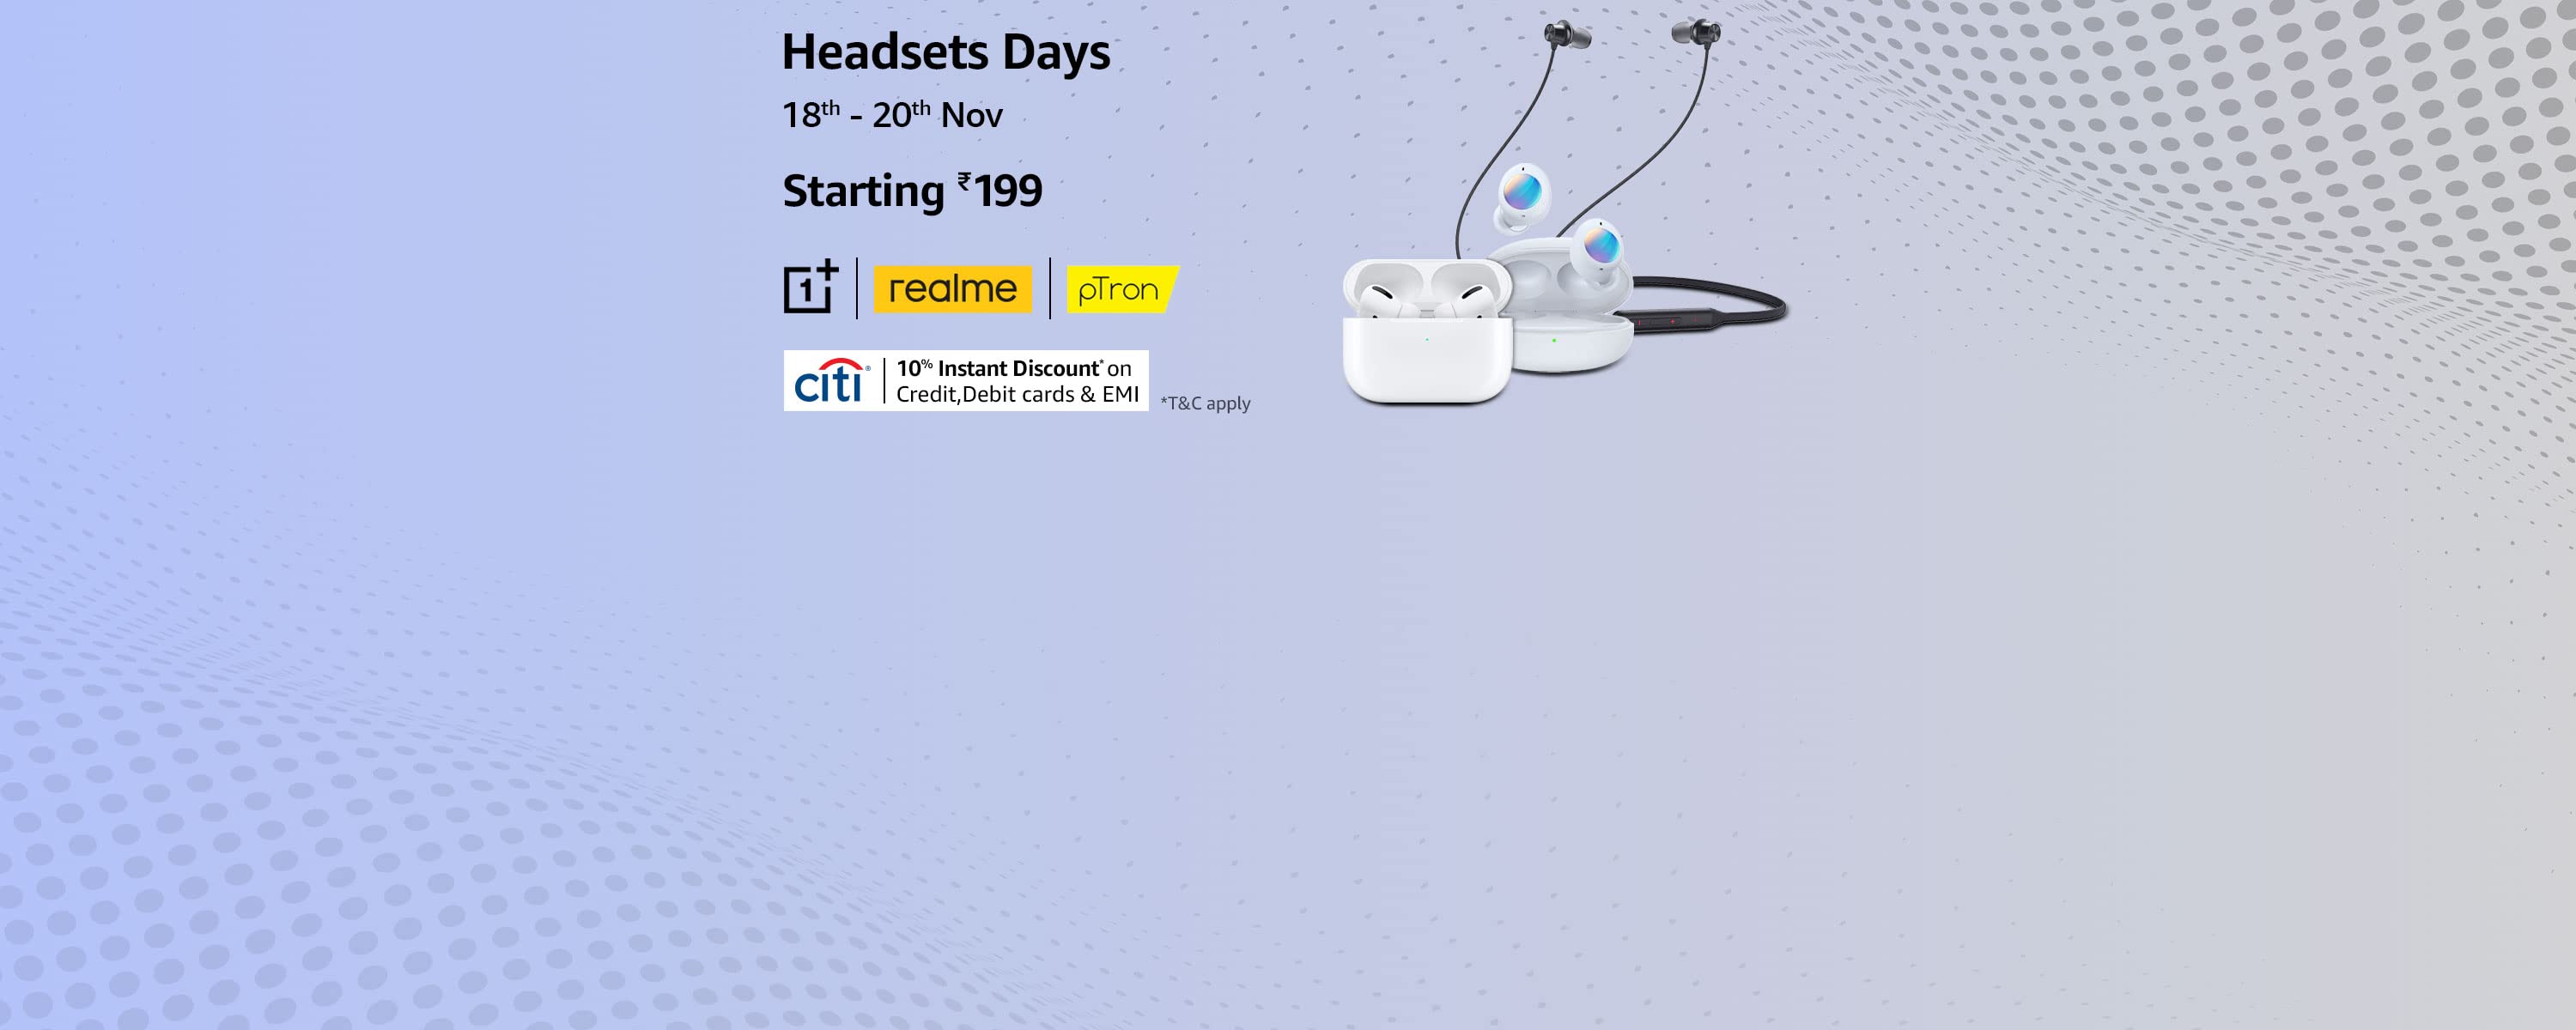 Headsets Days
18th - 20th Nov
Starting ₹199
1+ | realme | pTron
citi® | 10% Instant Discount* on
Credit,Debit cards & EMI
*T&C apply